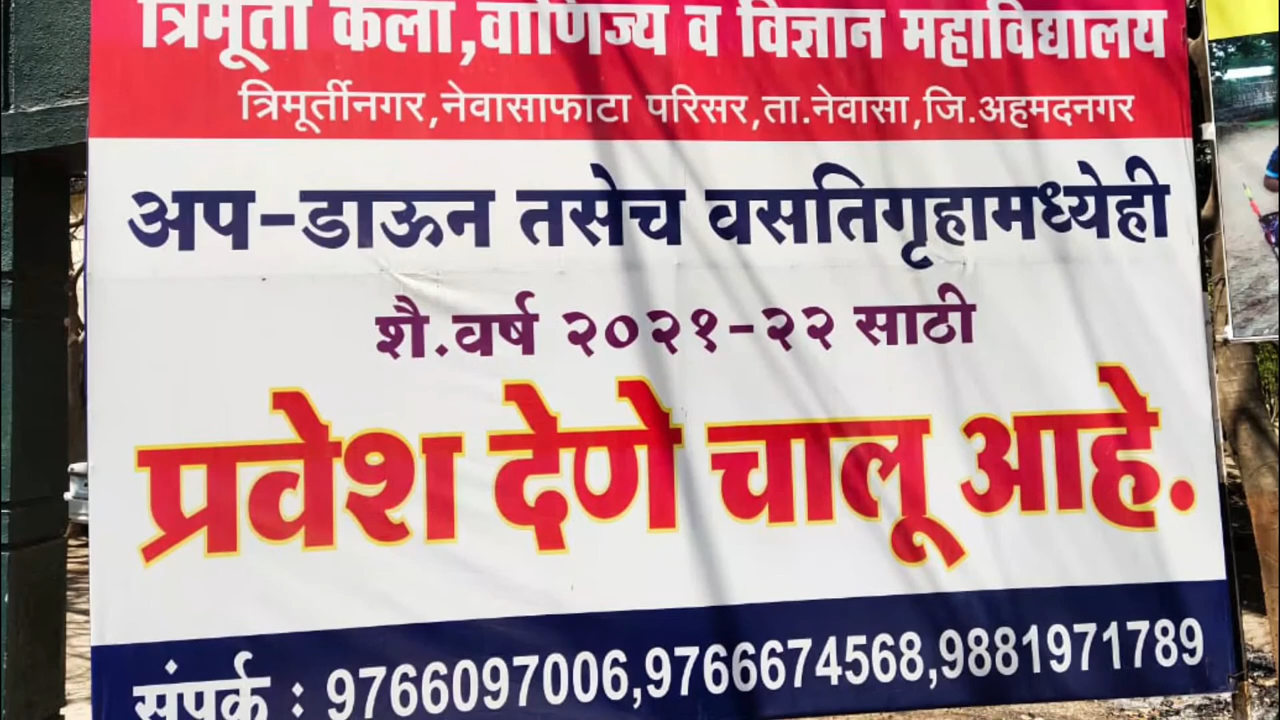 त्रिमूर्ती कला,वाणिज्य व विज्ञान महाविद्यालय
त्रिमूर्तीनगर,नेवासाफाटा परिसर,ता.नेवासा,जि.अहमदनगर
अप-डाऊन तसेच वसतिगृहामध्येही
शै.वर्ष २०२१-२२ साठी
प्रवेश देणे चालू आहे.
संपर्क : 9766097006,9766674568,9881971789